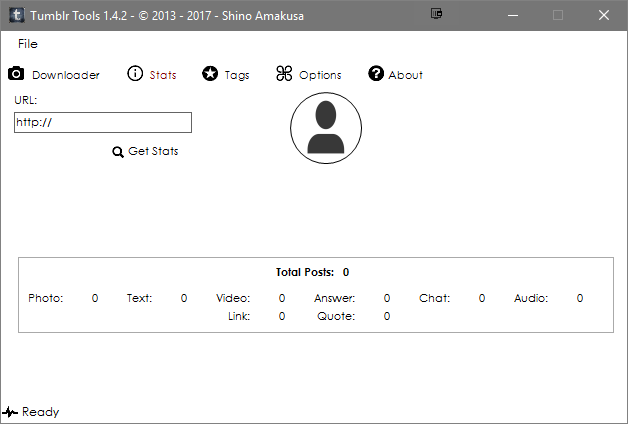 t Tumblr Tools 1.4.2 - © 2013 - 2017 - Shino Amakusa
File
Downloader Stats Tags Options ? About
URL:
http://
Get Stats
Total Posts: 0
Photo: 0 Text: 0 Video: 0 Answer: 0 Chat: 0 Audio: 0
Link: 0 Quote: 0
Ready